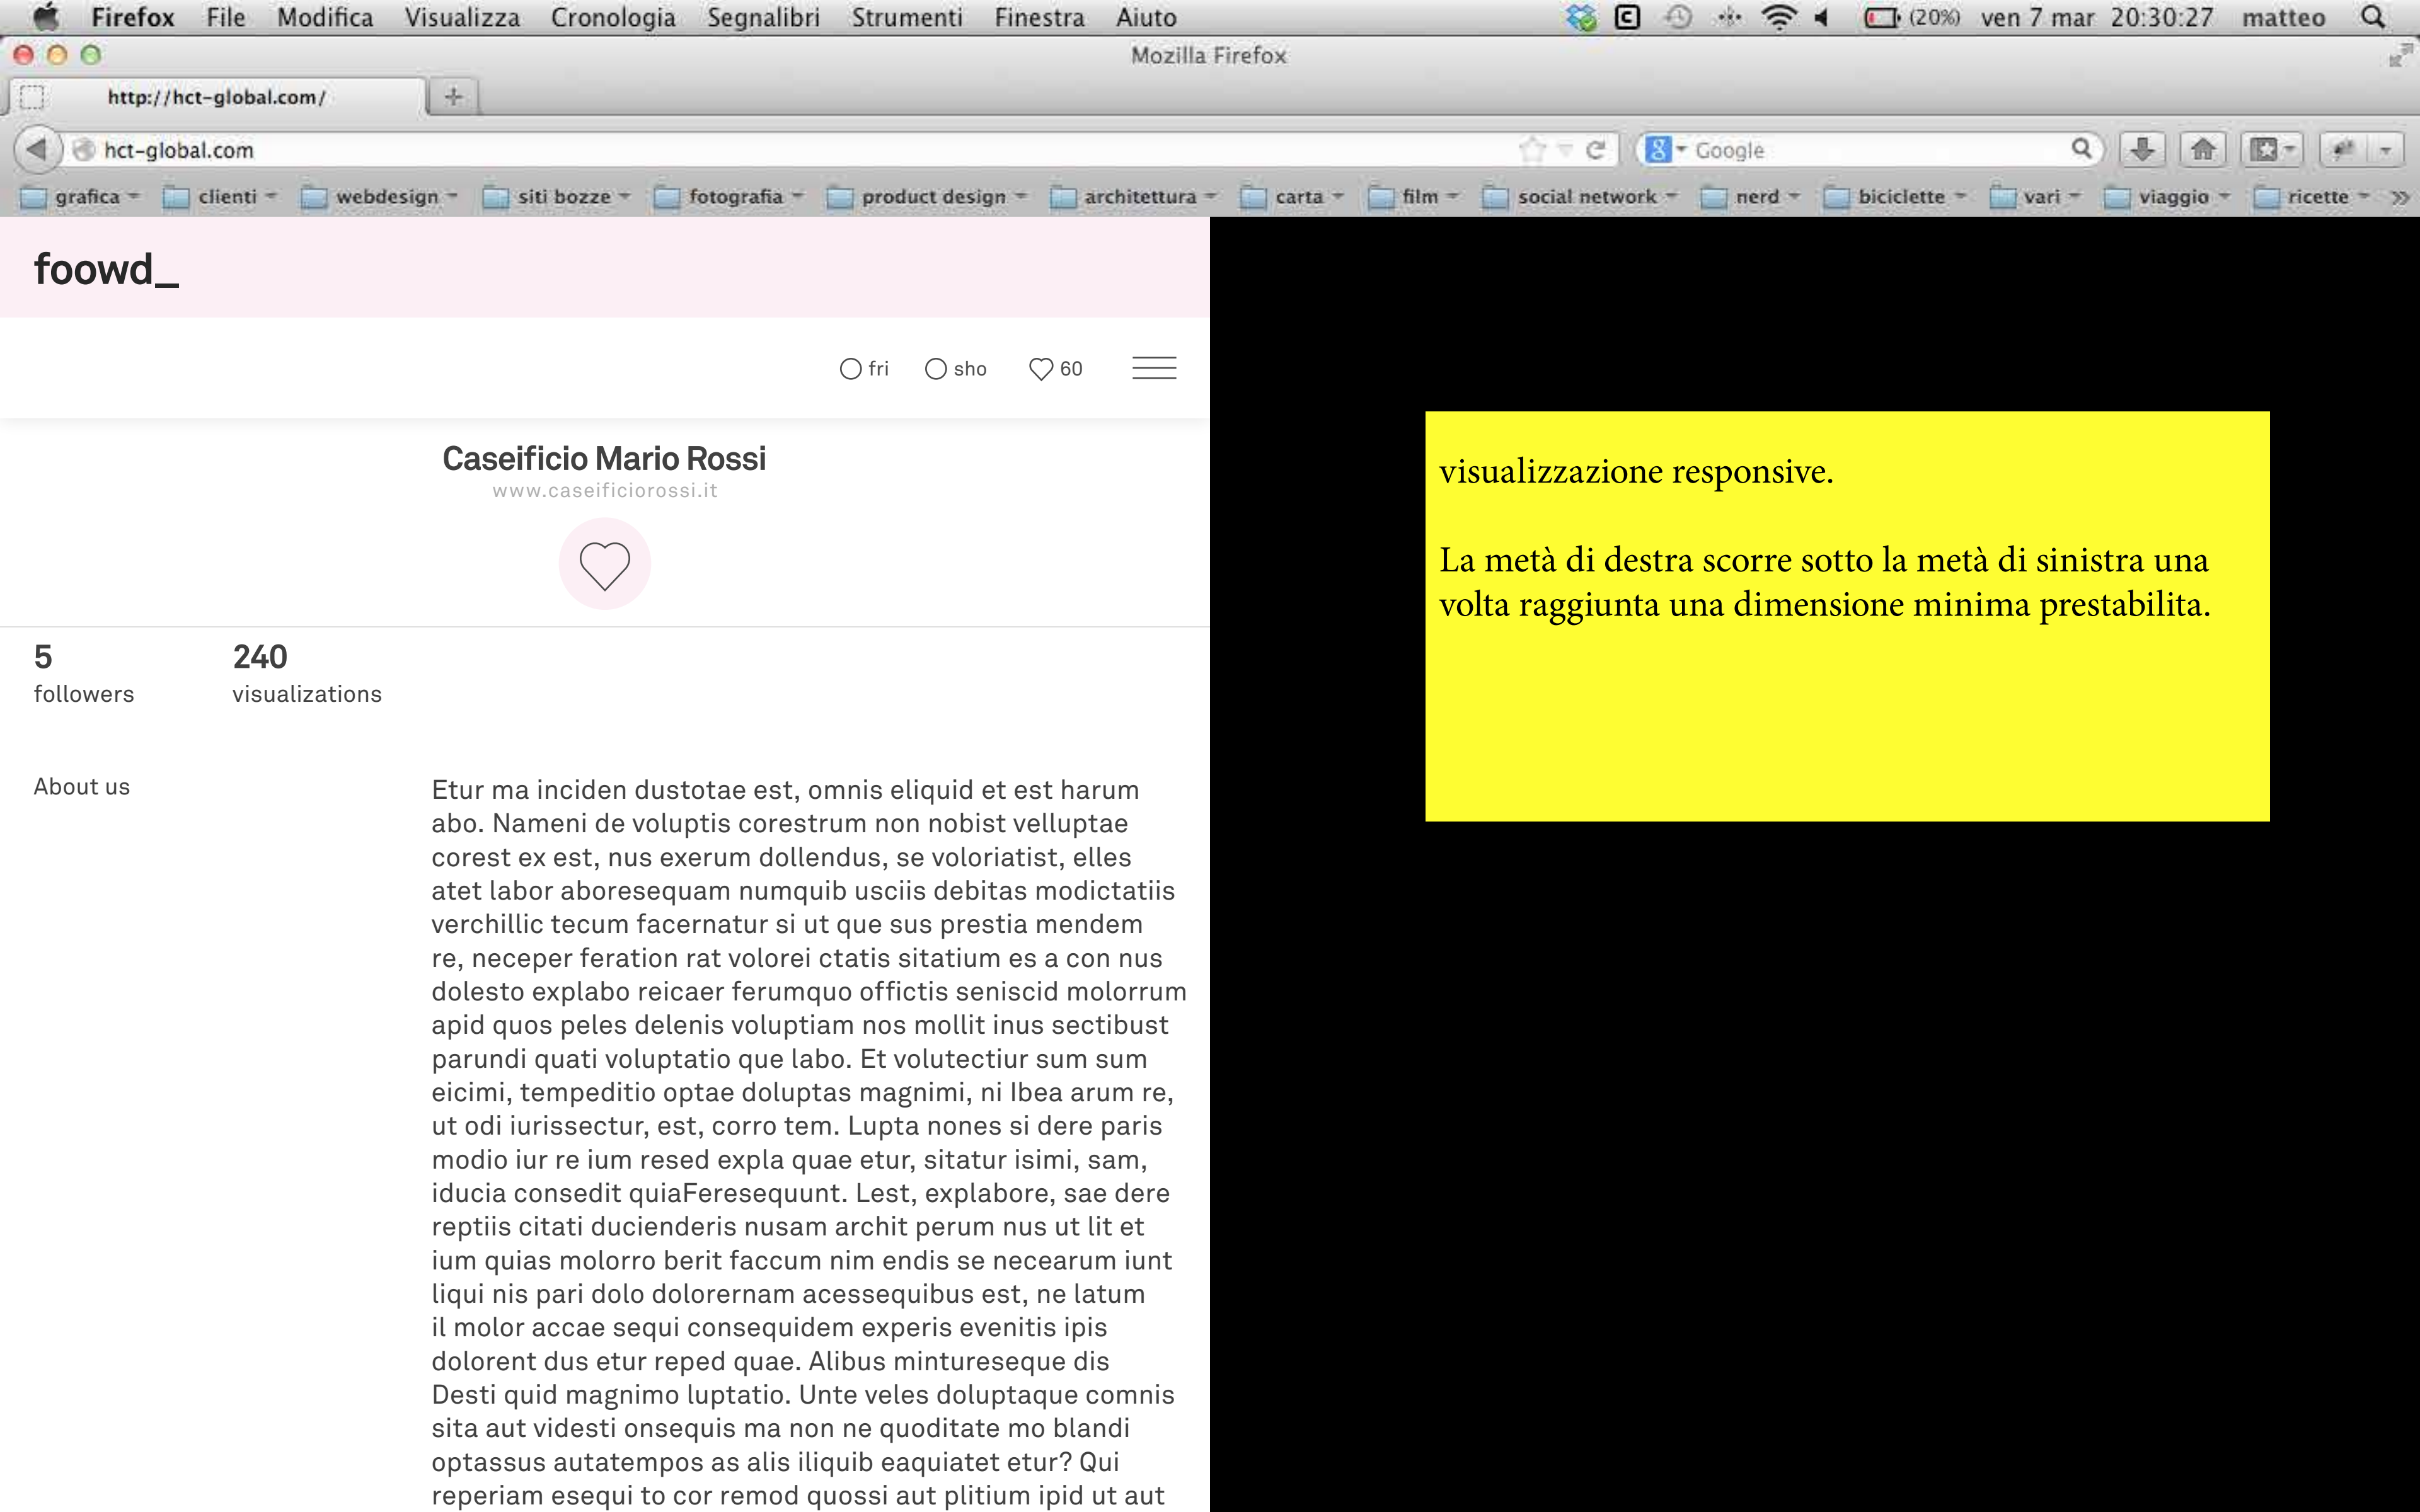 Firefox File Modifica Visualizza Cronologia Segnalibri Strumenti Finestra Aiuto (20%) ven 7 mar 20:30:27 matteo
Mozilla Firefox
http://hct-global.com/
hct-global.com Google
grafica clienti webdesign siti bozze fotografia product design architettura carta film social network nerd biciclette vari viaggio ricette
foowd_
fri sho 60
Caseificio Mario Rossi
www.caseificiorossi.it
5 240
followers visualizations
About us
Etur ma inciden dustotae est, omnis eliquid et est harum
abo. Nameni de voluptis corestrum non nobist velluptae
corest ex est, nus exerum dollendus, se voloriatist, elles
atet labor aboresequam numquib usciis debitas modictatiis
verchillic tecum facernatur si ut que sus prestia mendem
re, neceper feration rat volorei ctatis sitatium es a con nus
dolesto explabo reicaer ferumquo offictis seniscid molorrum
apid quos peles delenis voluptiam nos mollit inus sectibust
parundi quati voluptatio que labo. Et volutectiur sum sum
eicimi, tempeditio optae doluptas magnimi, ni Ibea arum re,
ut odi iurissectur, est, corro tem. Lupta nones si dere paris
modio iur re ium resed expla quae etur, sitatur isimi, sam,
iducia consedit quiaFeresequunt. Lest, explabore, sae dere
reptiis citati ducienderis nusam archit perum nus ut lit et
ium quias molorro berit faccum nim endis se necearum iunt
liqui nis pari dolo dolorernam acessequibus est, ne latum
il molor accae sequi consequidem experis evenitis ipis
dolorent dus etur reped quae. Alibus mintureseque dis
Desti quid magnimo luptatio. Unte veles doluptaque comnis
sita aut videsti onsequis ma non ne quoditate mo blandi
optassus autatempos as alis iliquib eaquiatet etur? Qui
reperiam esequi to cor remod quossi aut plitium ipid ut aut
visualizzazione responsive.
La metà di destra scorre sotto la metà di sinistra una
volta raggiunta una dimensione minima prestabilita.